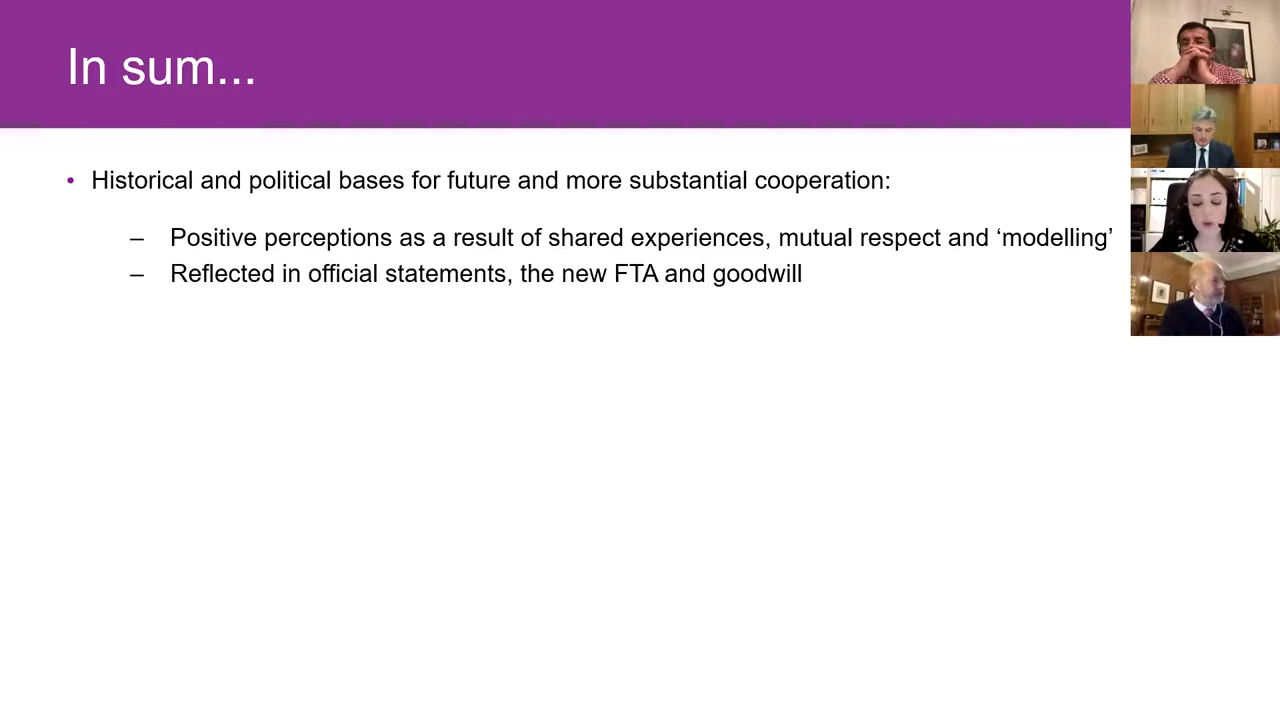 In sum...
• Historical and political bases for future and more substantial cooperation:
– Positive perceptions as a result of shared experiences, mutual respect and ‘modelling’
– Reflected in official statements, the new FTA and goodwill